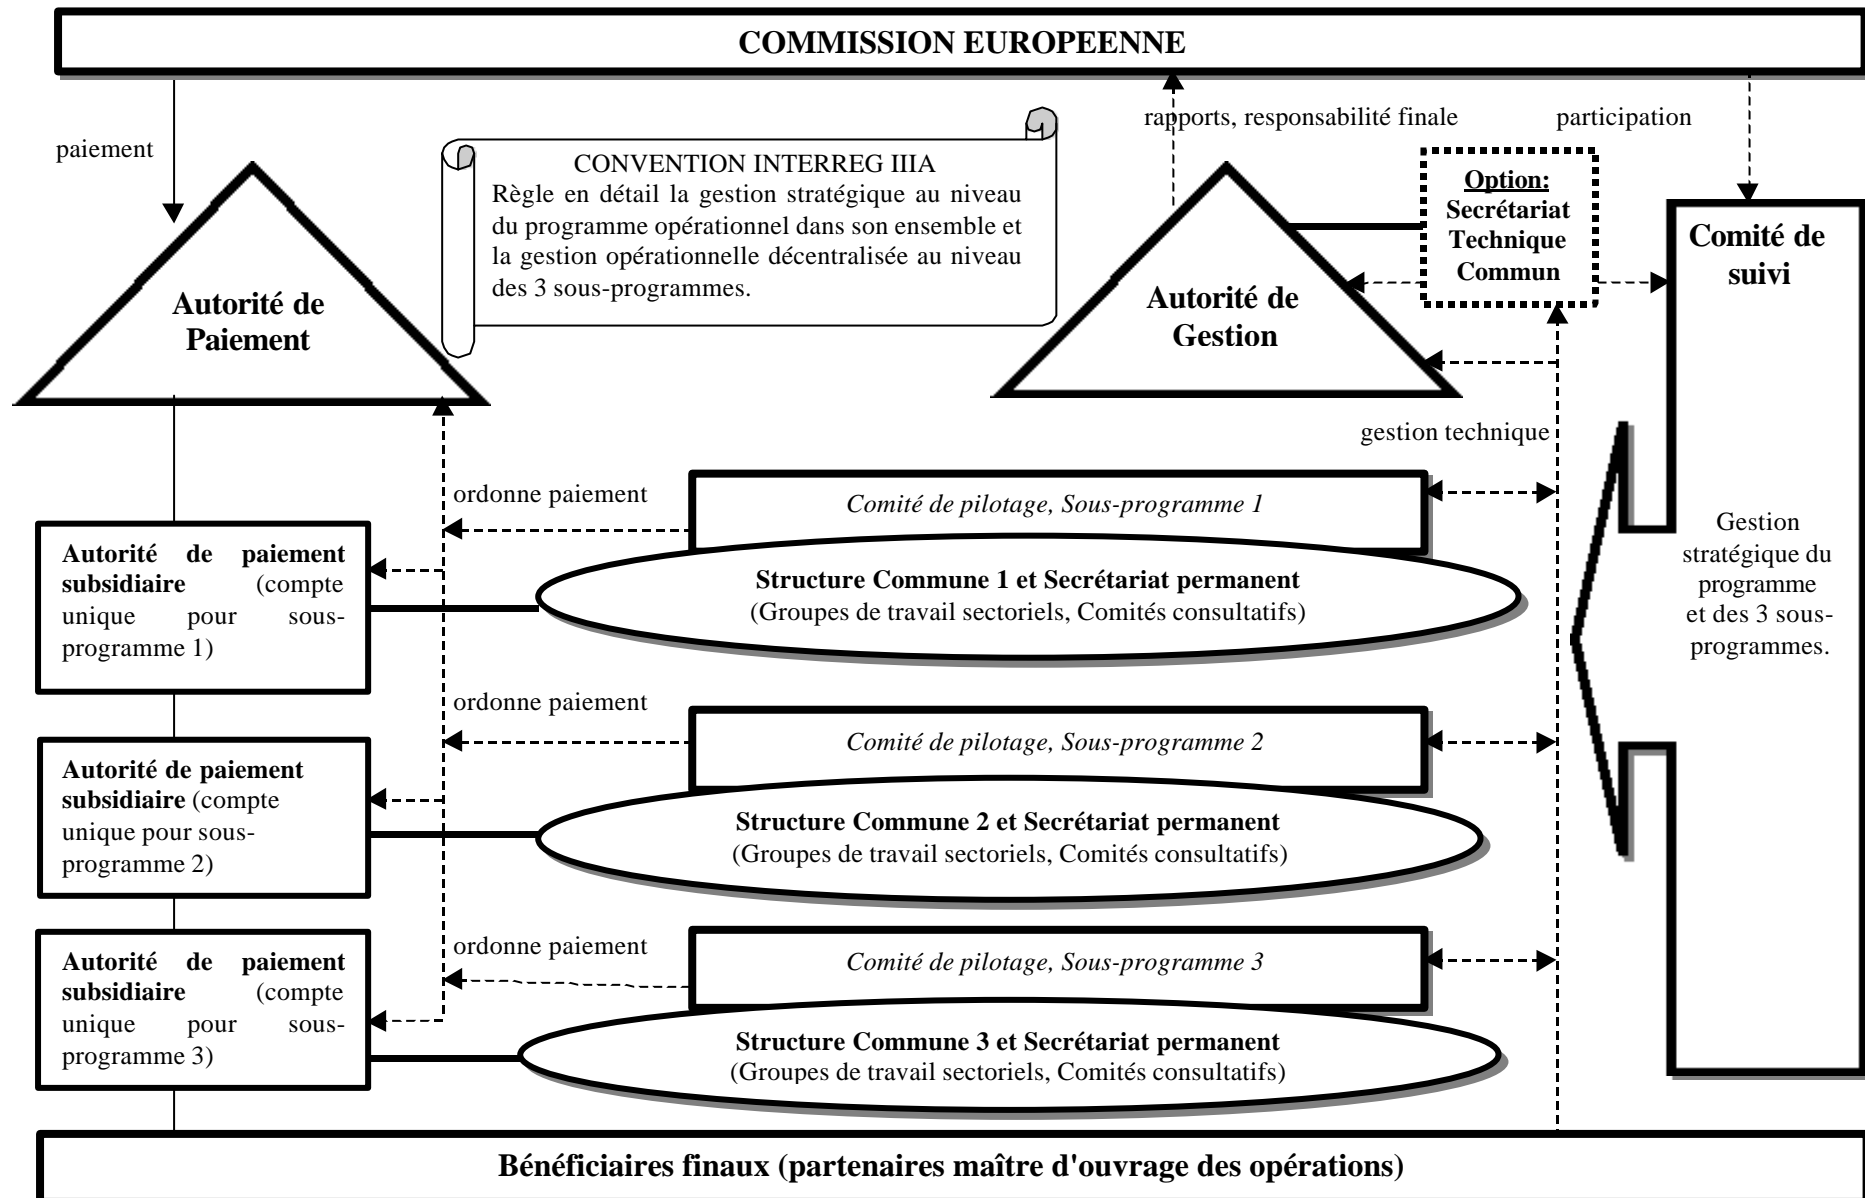 COMMISSION EUROPEENNE
paiement
rapports, responsabilité finale
participation
CONVENTION INTERREG IIIA
Règle en détail la gestion stratégique au niveau
du programme opérationnel dans son ensemble et
la gestion opérationnelle décentralisée au niveau
des 3 sous-programmes.
Option:
Secrétariat
Technique
Commun
Comité de
suivi
Autorité de
Paiement
Autorité de
Gestion
gestion technique
ordonne paiement
Comité de pilotage, Sous-programme 1
Autorité de paiement
subsidiaire (compte
unique pour sous-
programme 1)
Structure Commune 1 et Secrétariat permanent
(Groupes de travail sectoriels, Comités consultatifs)
Gestion
stratégique du
programme
et des 3 sous-
programmes.
ordonne paiement
Comité de pilotage, Sous-programme 2
Autorité de paiement
subsidiaire (compte
unique pour sous-
programme 2)
Structure Commune 2 et Secrétariat permanent
(Groupes de travail sectoriels, Comités consultatifs)
ordonne paiement
Comité de pilotage, Sous-programme 3
Autorité de paiement
subsidiaire (compte
unique pour sous-
programme 3)
Structure Commune 3 et Secrétariat permanent
(Groupes de travail sectoriels, Comités consultatifs)
Bénéficiaires finaux (partenaires maître d'ouvrage des opérations)